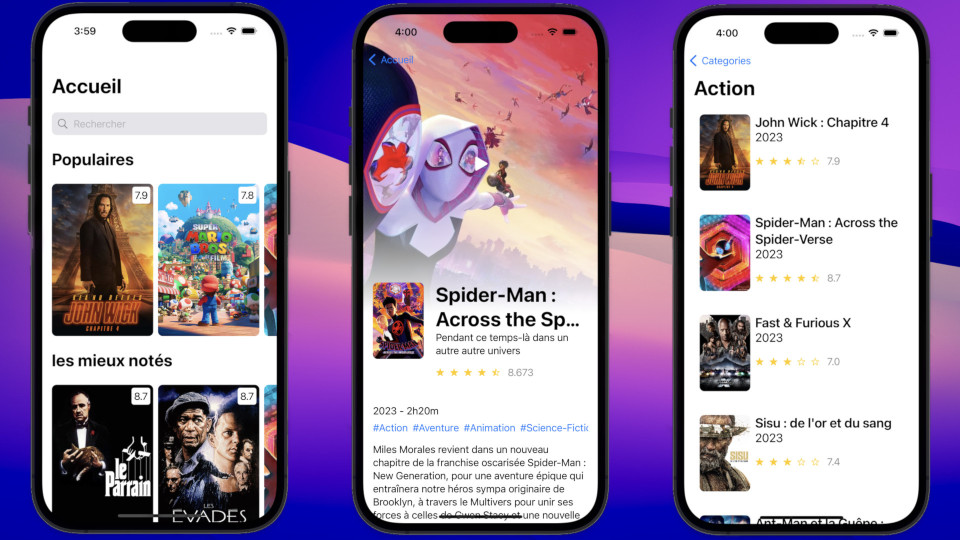 3:59
Accueil
Rechercher
Populaires
7.9
KEANU REEVES
JOHN WICK
CHAPITRE 4
7.8
SUPER
MARIO
BROS
LE FILM
les mieux notés
8.7
le
Parrain
8.7
LES
EVADES
4:00
Accueil
Spider-Man :
Across the Sp...
Pendant ce temps-là dans un
autre autre univers
8.673
2023 - 2h20m
#Action #Aventure #Animation #Science-Fictic
Miles Morales revient dans un nouveau
chapitre de la franchise oscarisée Spider-Man :
New Generation, pour une aventure épique qui
entraînera notre héros sympa originaire de
Brooklyn, à travers le Multivers pour unir ses
forces à celles de Gwen Stacy et une nouvelle
4:00
Categories
Action
JOHN WICK
John Wick : Chapitre 4
2023
7.9
Spider-Man : Across the
Spider-Verse
2023
8.7
Fast & Furious X
2023
7.0
SISU
Sisu : de l'or et du sang
2023
7.4
Ant-Man et la Guêpe :